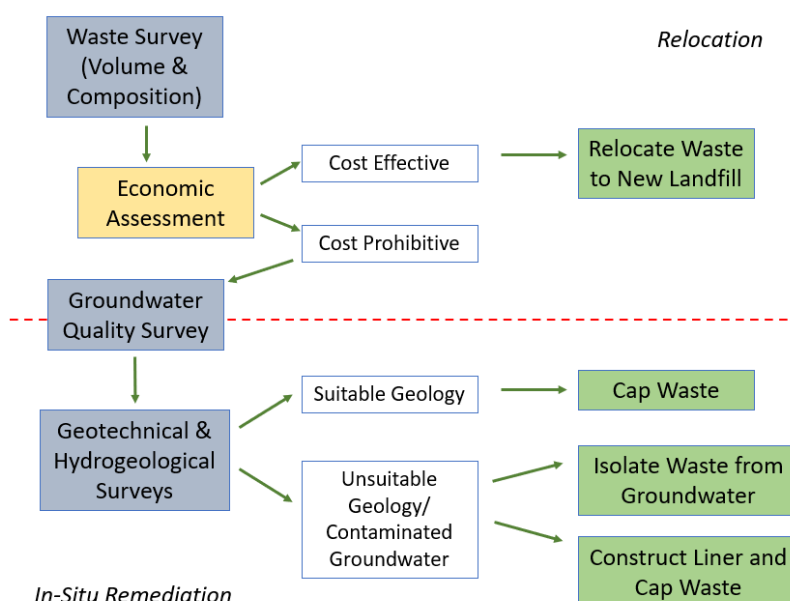 Waste Survey
(Volume &
Composition)
Relocation
Economic
Assessment
Cost Effective
Relocate Waste
to New Landfill
Cost Prohibitive
Groundwater
Quality Survey
Geotechnical &
Hydrogeological
Surveys
Suitable Geology
Cap Waste
Unsuitable
Geology/
Contaminated
Groundwater
Isolate Waste from
Groundwater
Construct Liner and
Cap Waste
In-Situ Remediation